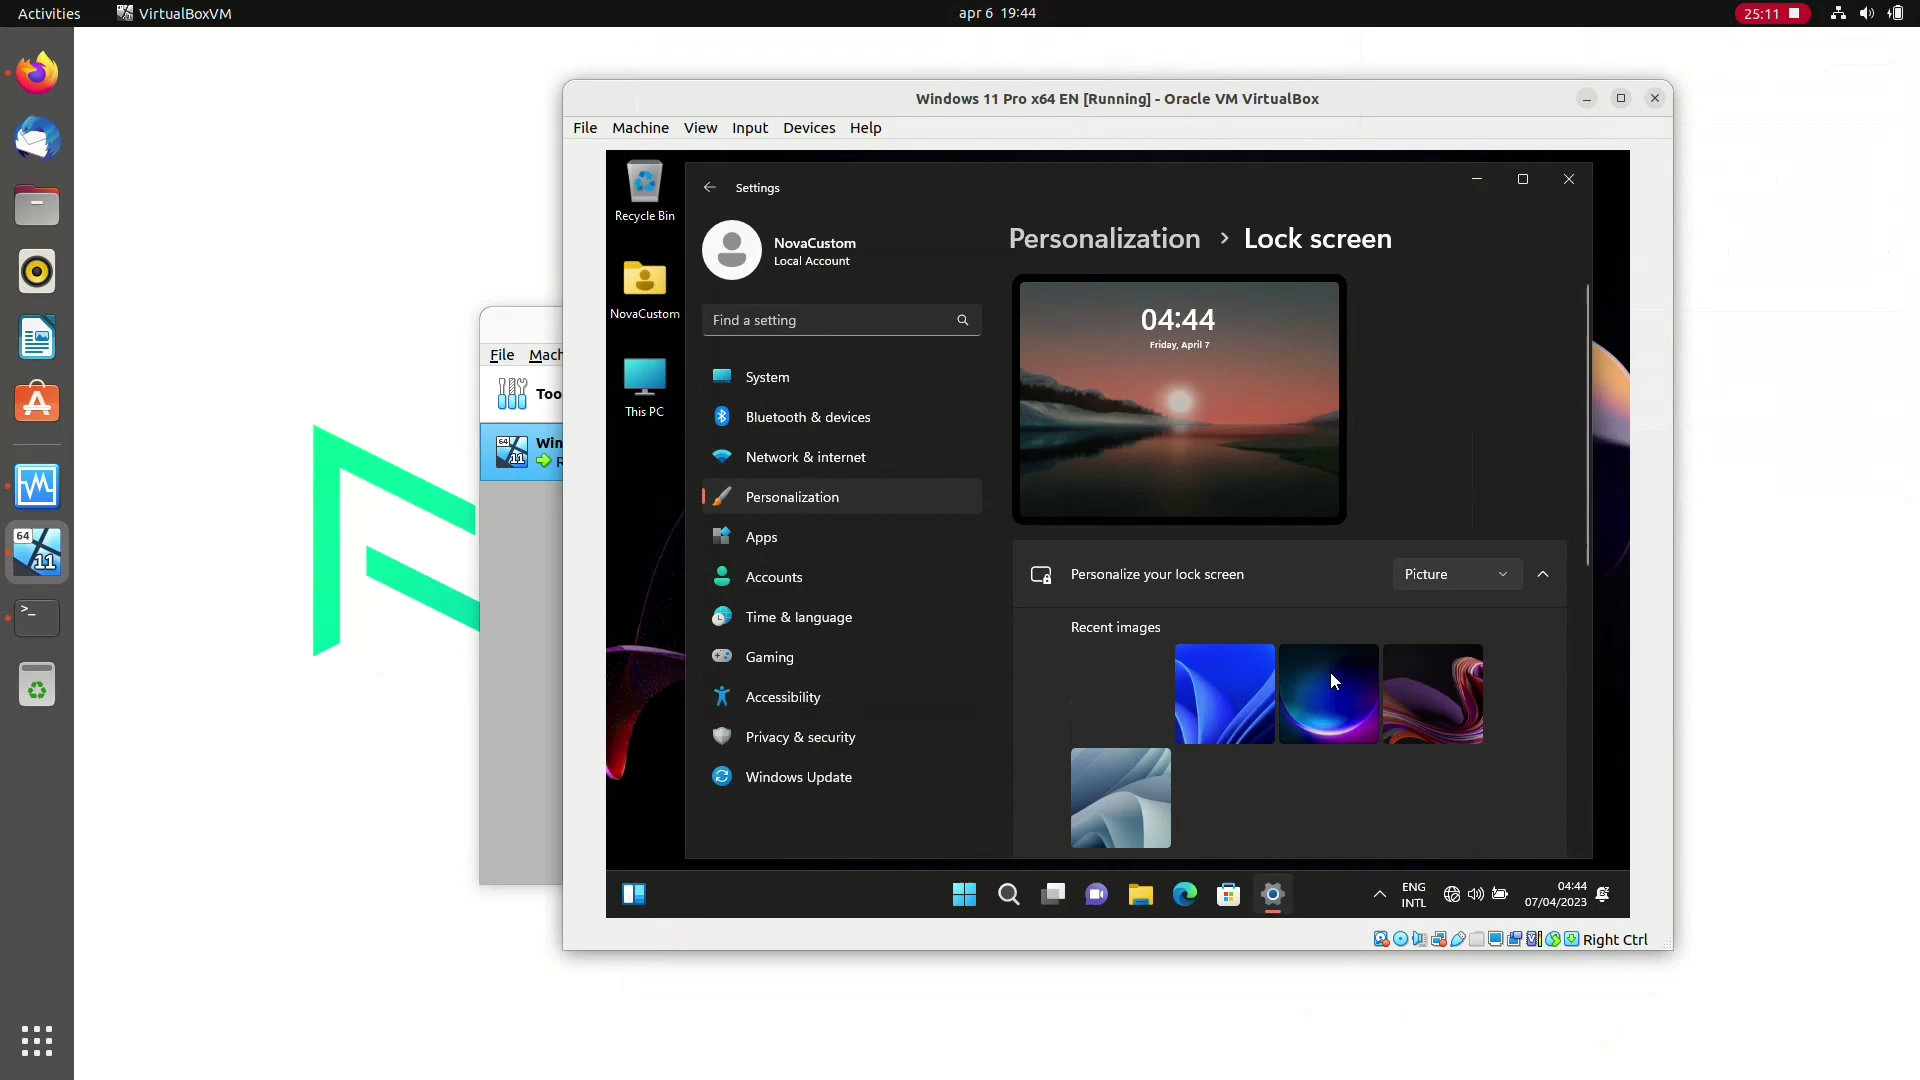 Activities
VirtualBoxVM
apr 6 19:44
25:11
Windows 11 Pro x64 EN [Running] - Oracle VM VirtualBox
File Machine View Input Devices Help
File Mach
Too
64
11
Win
R
64
11
Recycle Bin
NovaCustom
This PC
Settings
NovaCustom
Local Account
Find a setting
System
Bluetooth & devices
Network & internet
Personalization
Apps
Accounts
Time & language
Gaming
Accessibility
Privacy & security
Windows Update
Personalization › Lock screen
04:44
Friday, April 7
Personalize your lock screen
Picture
Recent images
ENG
INTL
04:44
07/04/2023
Right Ctrl